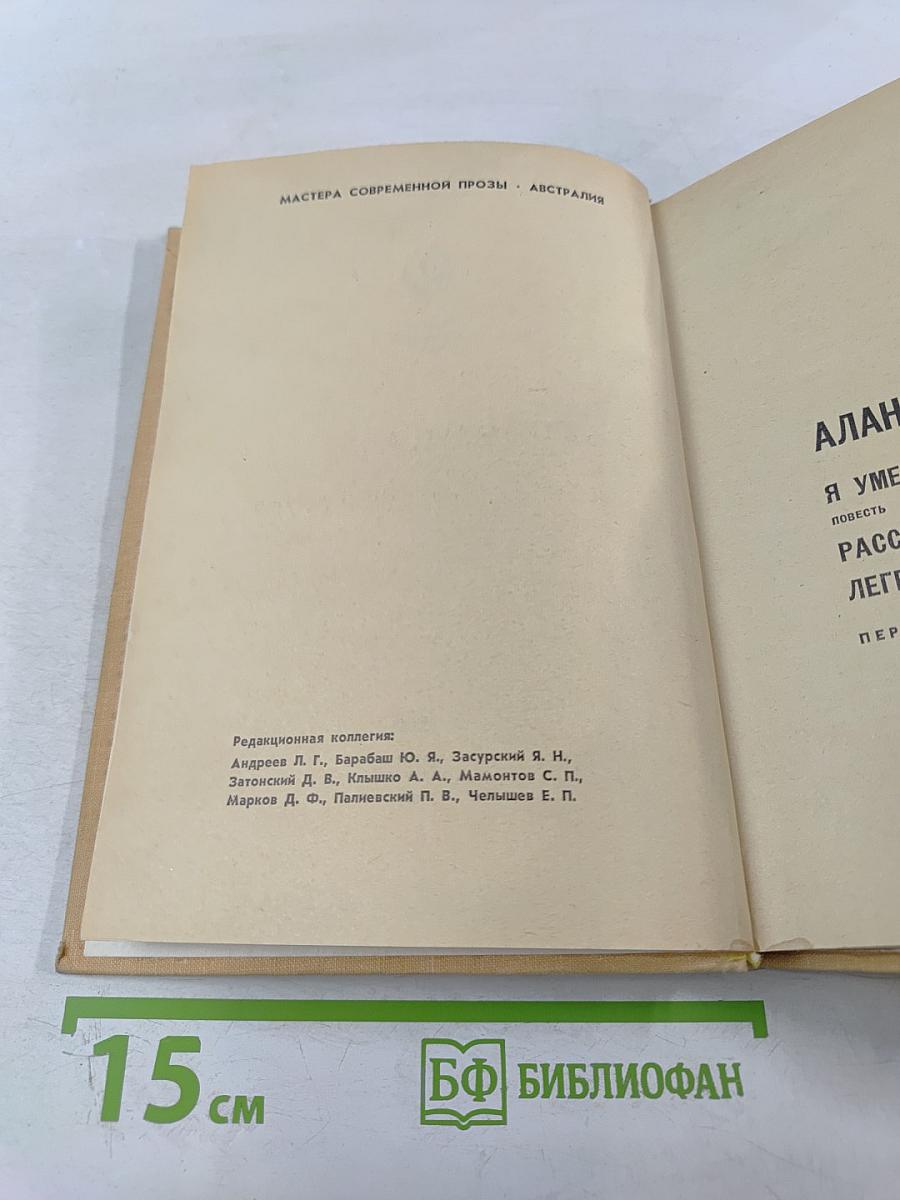 МАСТЕРА СОВРЕМЕННОЙ ПРОЗЫ · АВСТРАЛИЯ
Редакционная коллегия:
Андреев Л. Г., Барабаш Ю. Я., Засурский Я. Н.,
Затонский Д. В., Клышко А. А., Мамонтов С. П.,
Марков Д. Ф., Палиевский П. В., Челышев Е. П.
АЛАН
Я УМЕ
ПОВЕСТЬ
РАСС
ЛЕГЕ
ПЕР
15 см
БФ БИБЛИОФАН